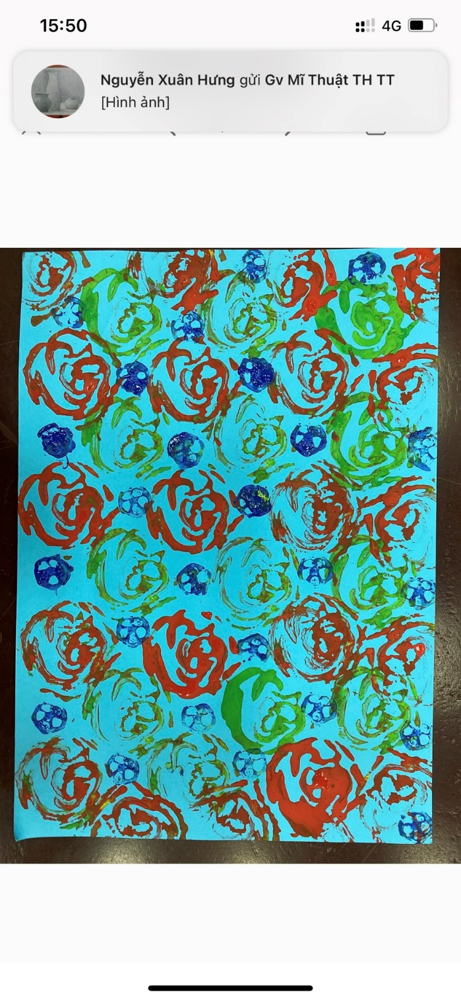 15:50
4G
Nguyễn Xuân Hưng gửi Gv Mĩ Thuật TH TT
[Hình ảnh]